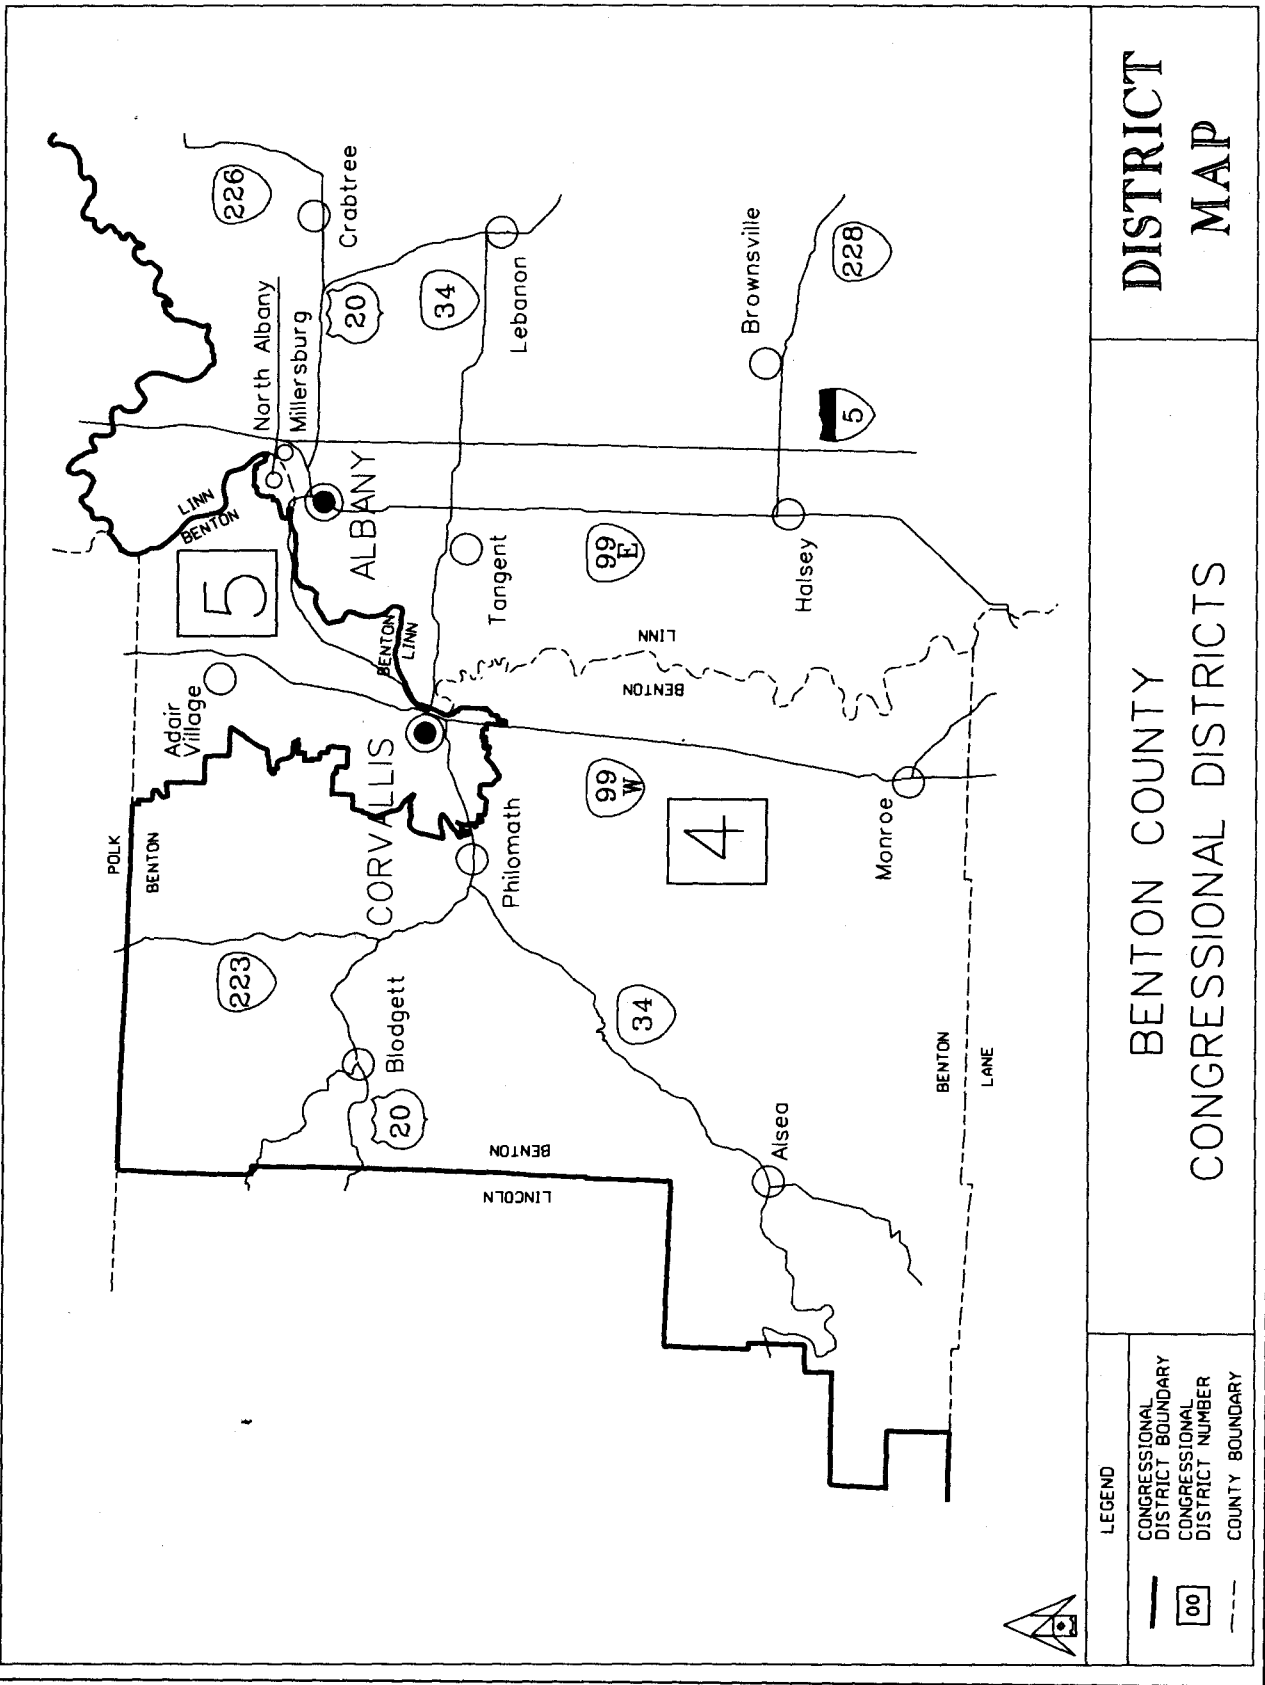 DISTRICT
MAP
BENTON COUNTY
CONGRESSIONAL DISTRICTS
LEGEND
CONGRESSIONAL
DISTRICT BOUNDARY
00
CONGRESSIONAL
DISTRICT NUMBER
COUNTY BOUNDARY
POLK
BENTON
223
Adair
Village
5
LINN
BENTON
226
North Albany
Millersburg
Crabtree
20
ALBANY
BENTON
LINN
34
Lebanon
Tangent
CORVALLIS
Philomath
Blodgett
20
BENTON
LINCOLN
34
99
W
4
99
E
LINN
BENTON
Brownsville
228
5
Halsey
Monroe
Alsea
BENTON
LANE